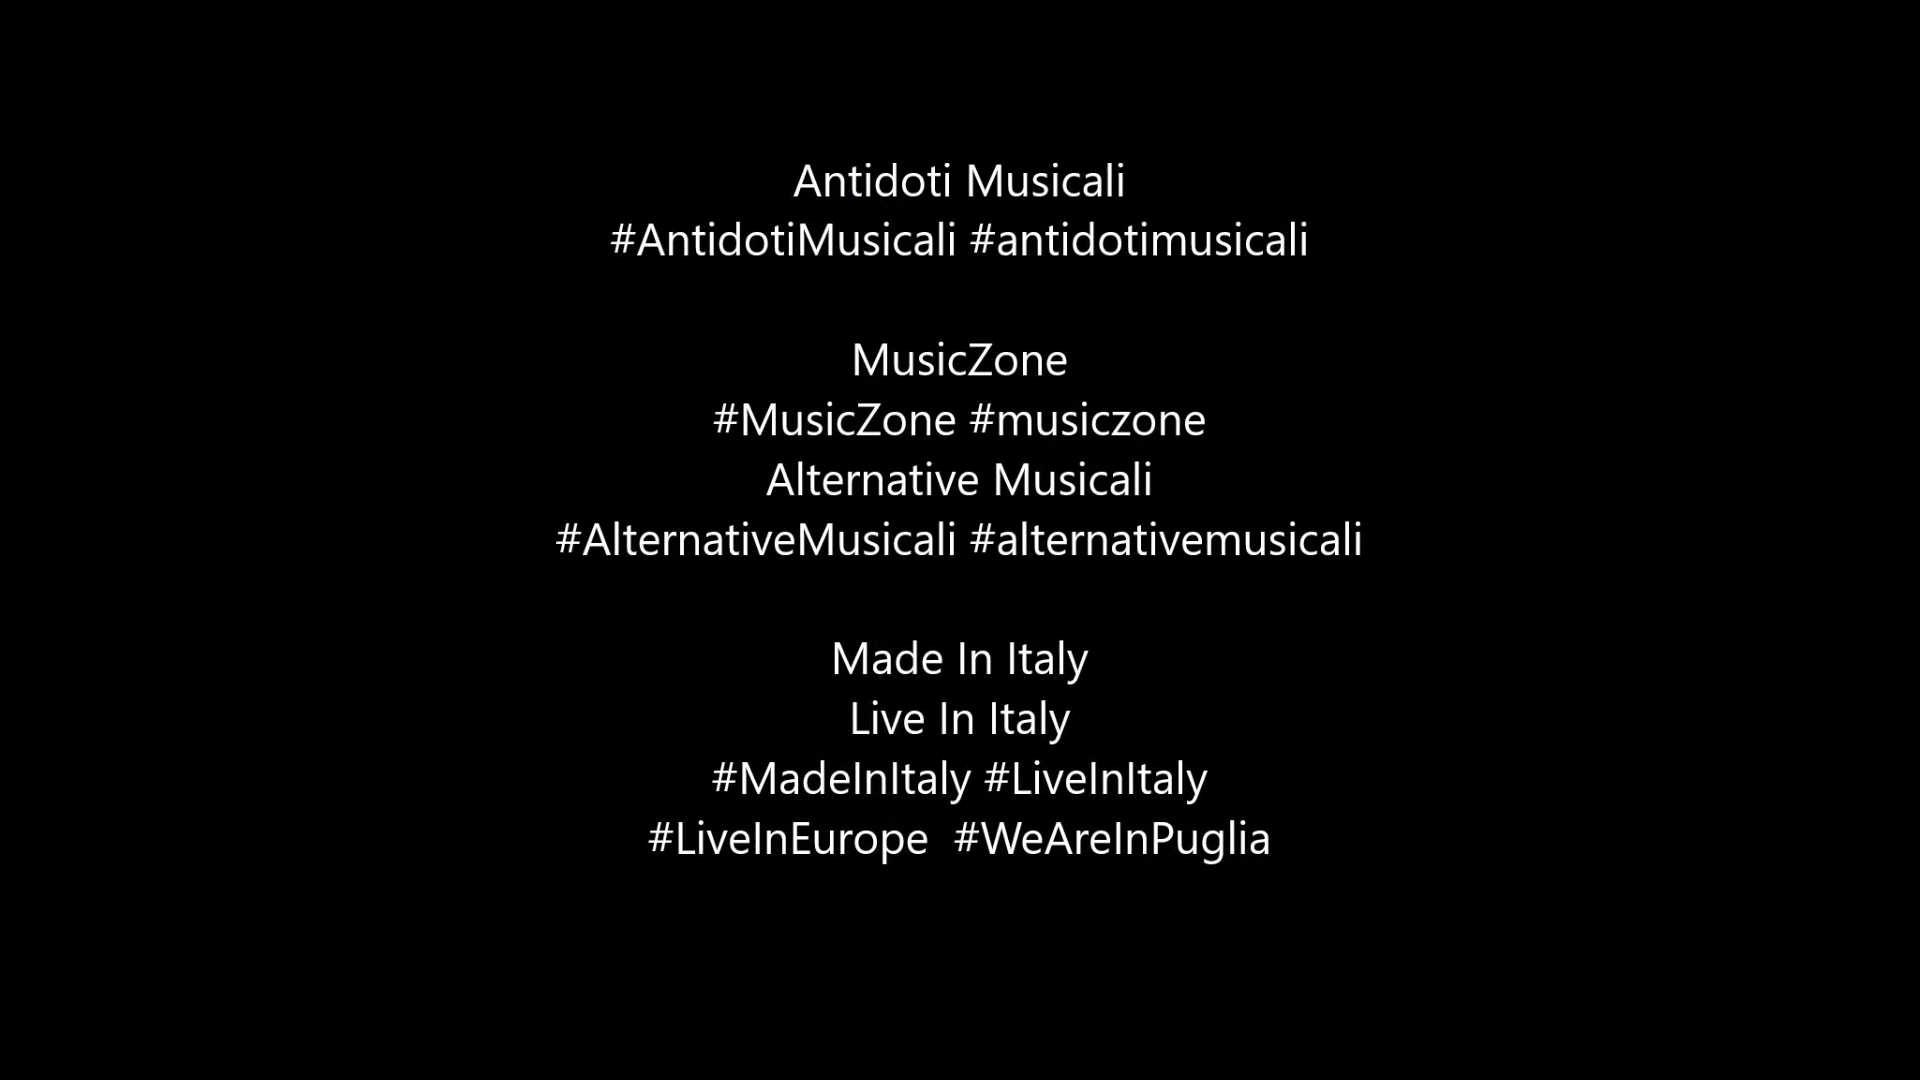 Antidoti Musicali
#AntidotiMusicali #antidotimusicali
MusicZone
#MusicZone #musiczone
Alternative Musicali
#AlternativeMusicali #alternativemusicali
Made In Italy
Live In Italy
#MadeInItaly #LiveInItaly
#LiveInEurope  #WeAreInPuglia